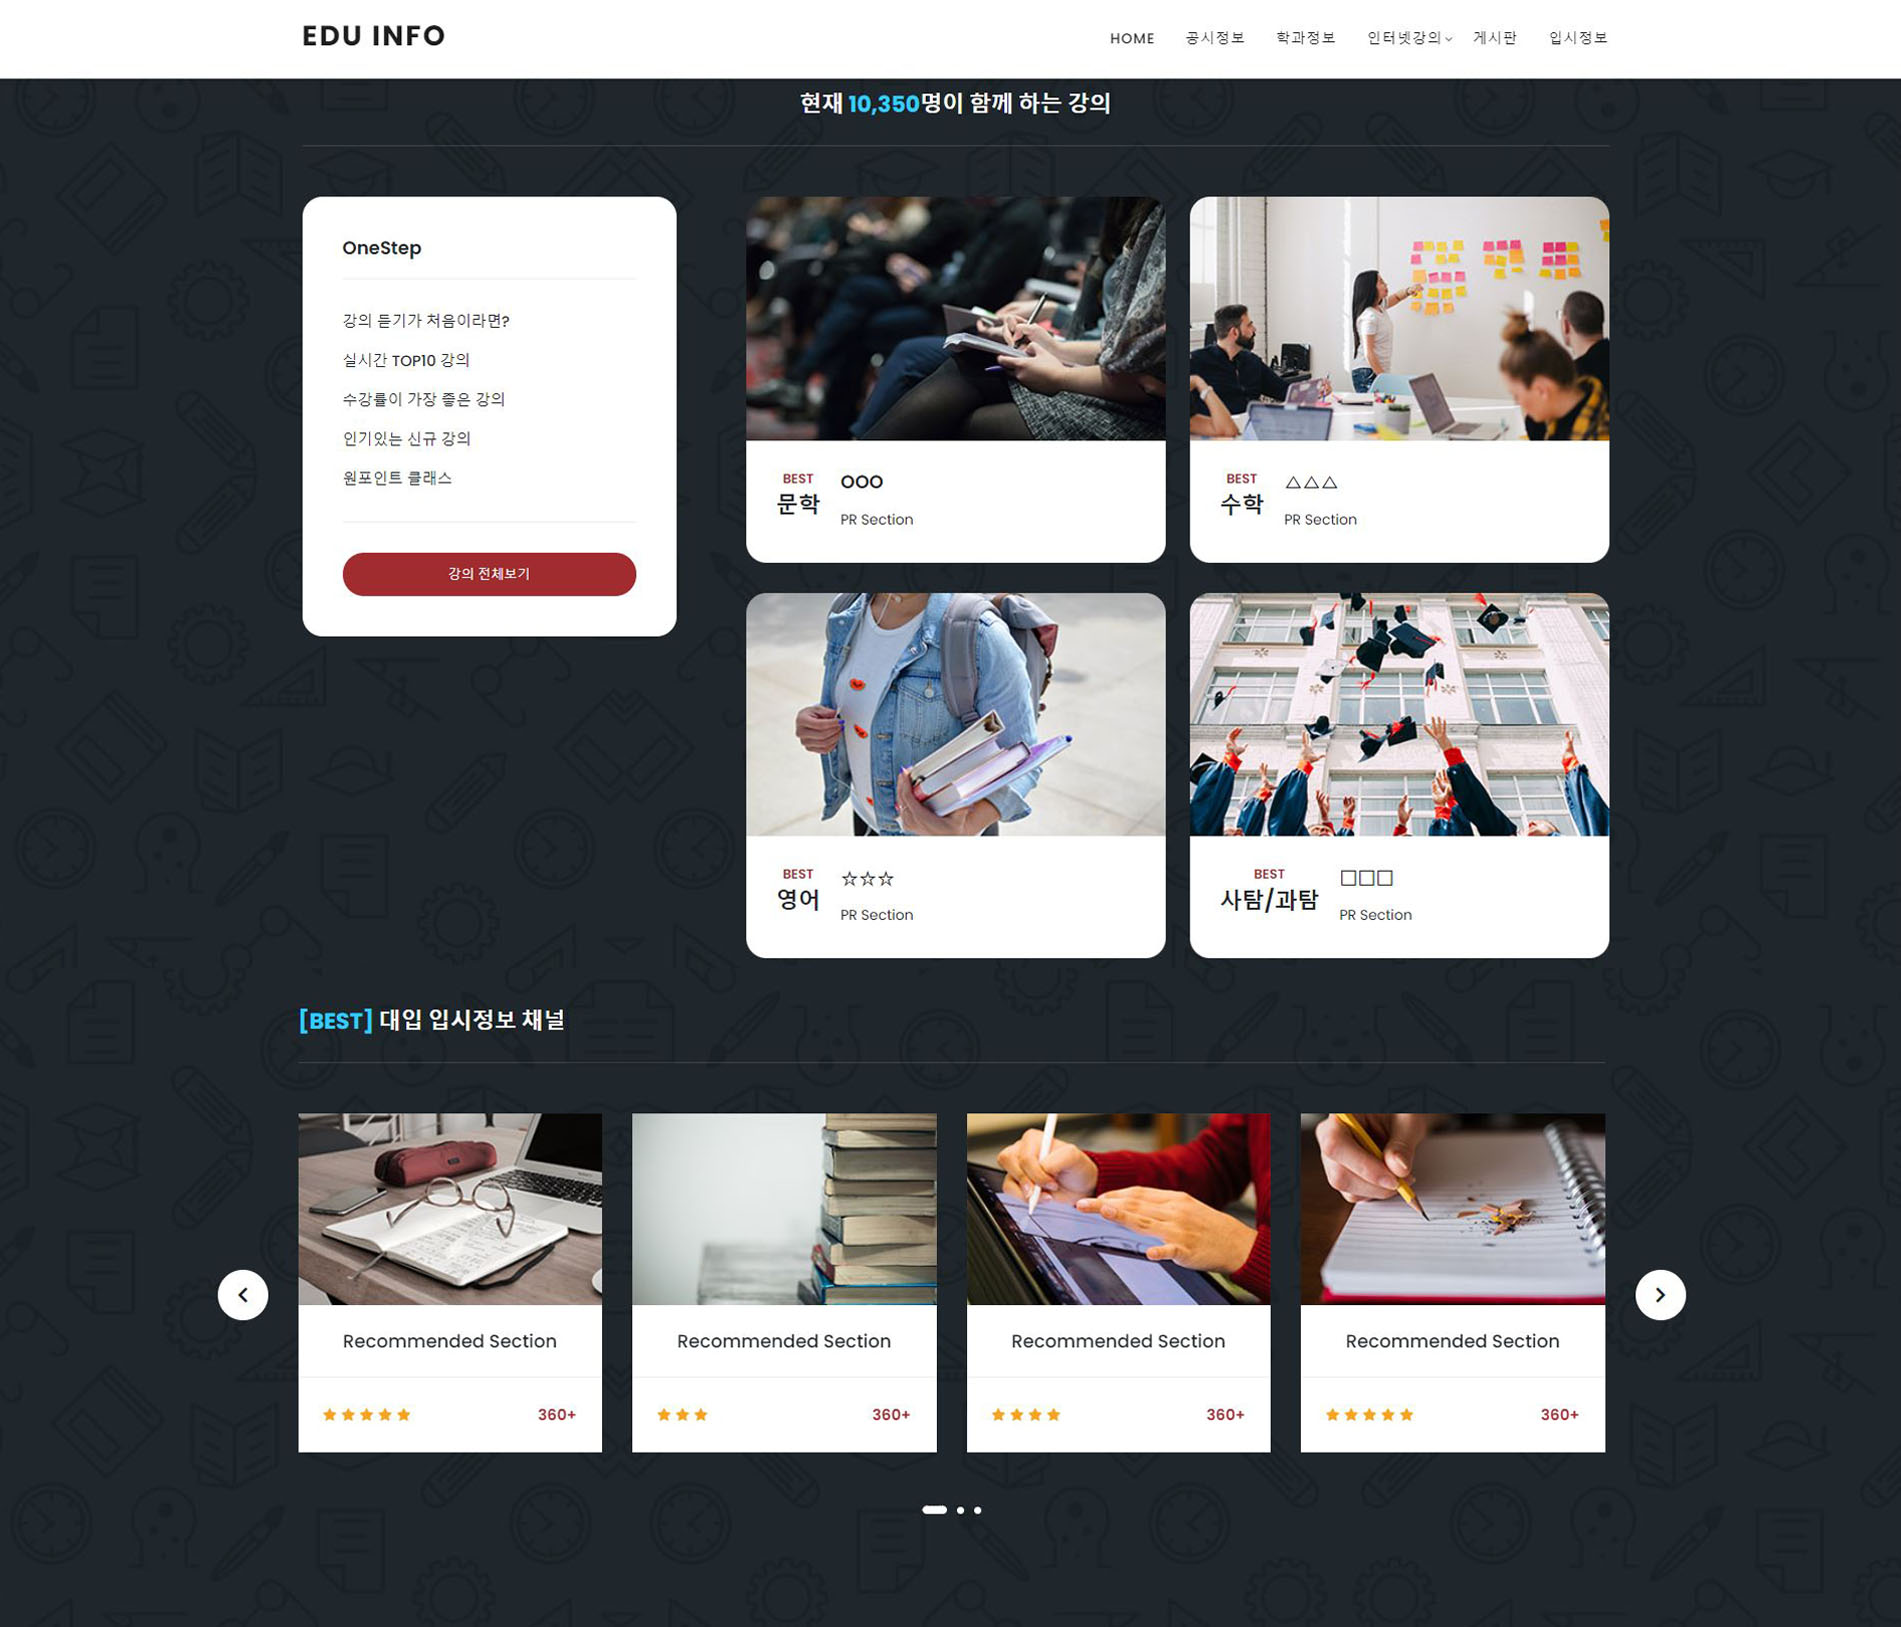 EDU INFO
HOME 공시정보 학과정보 인터넷강의 게시판 입시정보
현재 10,350명이 함께 하는 강의
OneStep
강의 듣기가 처음이라면?
실시간 TOP10 강의
수강률이 가장 좋은 강의
인기있는 신규 강의
원포인트 클래스
강의 전체보기
BEST
문학
OOO
PR Section
BEST
수학
△△△
PR Section
BEST
영어
☆☆☆
PR Section
BEST
사탐/과탐
□□□
PR Section
[BEST] 대입 입시정보 채널
Recommended Section
360+
Recommended Section
360+
Recommended Section
360+
Recommended Section
360+